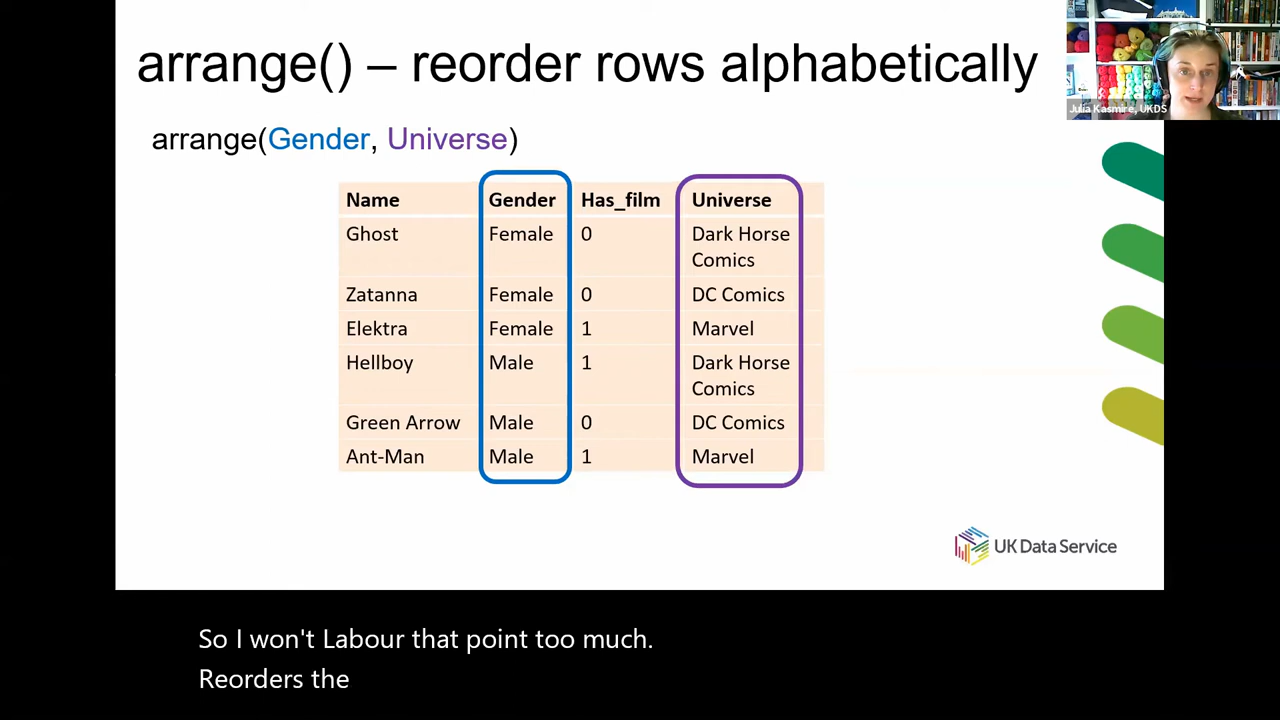 arrange() – reorder rows alphabetically
Julia Kasmire, UKDS
arrange(Gender, Universe)
Name Gender Has_film Universe
Ghost Female 0 Dark Horse
Comics
Zatanna Female 0 DC Comics
Elektra Female 1 Marvel
Hellboy Male 1 Dark Horse
Comics
Green Arrow Male 0 DC Comics
Ant-Man Male 1 Marvel
UK Data Service
So I won't Labour that point too much.
Reorders the